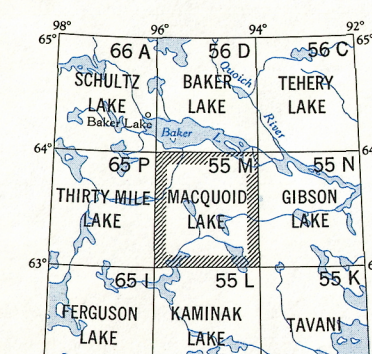 98° 96° 94° 92°
65° 65°
66 A 56 D 56 C
SCHULTZ
LAKE
BAKER
LAKE
TEHERY
LAKE
Quoich
River
Baker Lake
Baker L
64°
65 P 55 M 55 N
THIRTY MILE
LAKE
MACQUOID
LAKE
GIBSON
LAKE
63°
65 I 55 L 55 K
FERGUSON
LAKE
KAMINAK
LAKE
TAVANI